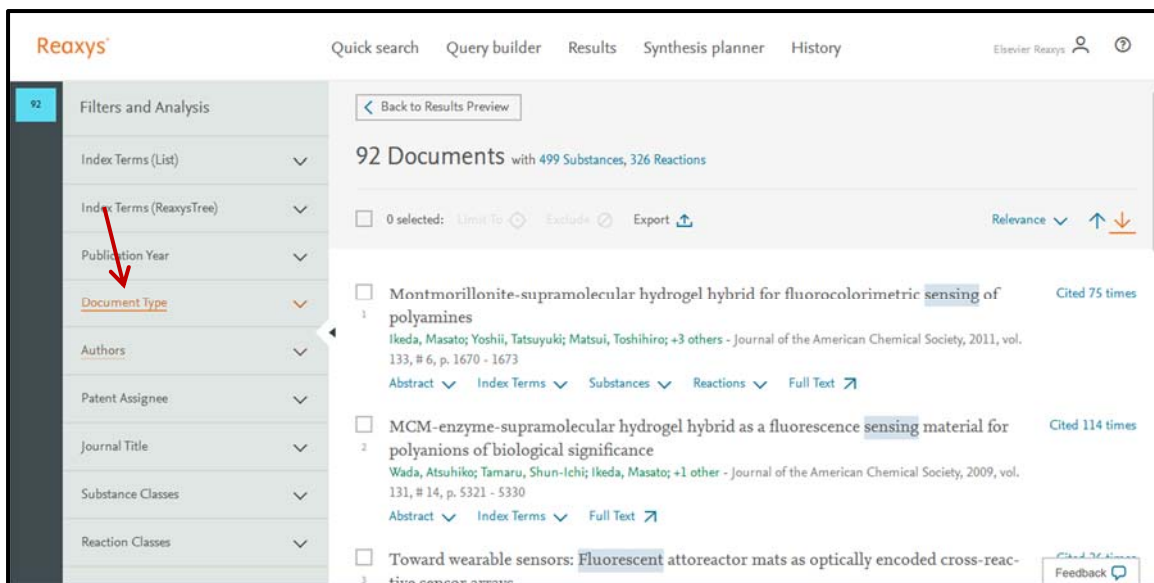 Reaxys
Quick search Query builder Results Synthesis planner History Elsevier Reaxys
92
Filters and Analysis
Index Terms (List)
Index Terms (ReaxysTree)
Publication Year
Document Type
Authors
Patent Assignee
Journal Title
Substance Classes
Reaction Classes
Back to Results Preview
92 Documents with 499 Substances, 326 Reactions
0 selected: Limit To Exclude Export Relevance
Montmorillonite-supramolecular hydrogel hybrid for fluorocolorimetric sensing of Cited 75 times
1 polyamines
Ikeda, Masato; Yoshii, Tatsuyuki; Matsui, Toshihiro; +3 others - Journal of the American Chemical Society, 2011, vol.
133, # 6, p. 1670 - 1673
Abstract Index Terms Substances Reactions Full Text
MCM-enzyme-supramolecular hydrogel hybrid as a fluorescence sensing material for Cited 114 times
2 polyanions of biological significance
Wada, Atsuhiko; Tamaru, Shun-Ichi; Ikeda, Masato; +1 other - Journal of the American Chemical Society, 2009, vol.
131, # 14, p. 5321 - 5330
Abstract Index Terms Full Text
Toward wearable sensors: Fluorescent attoreactor mats as optically encoded cross-reac- Cited 26 times
3 tive sensor arrays
Feedback